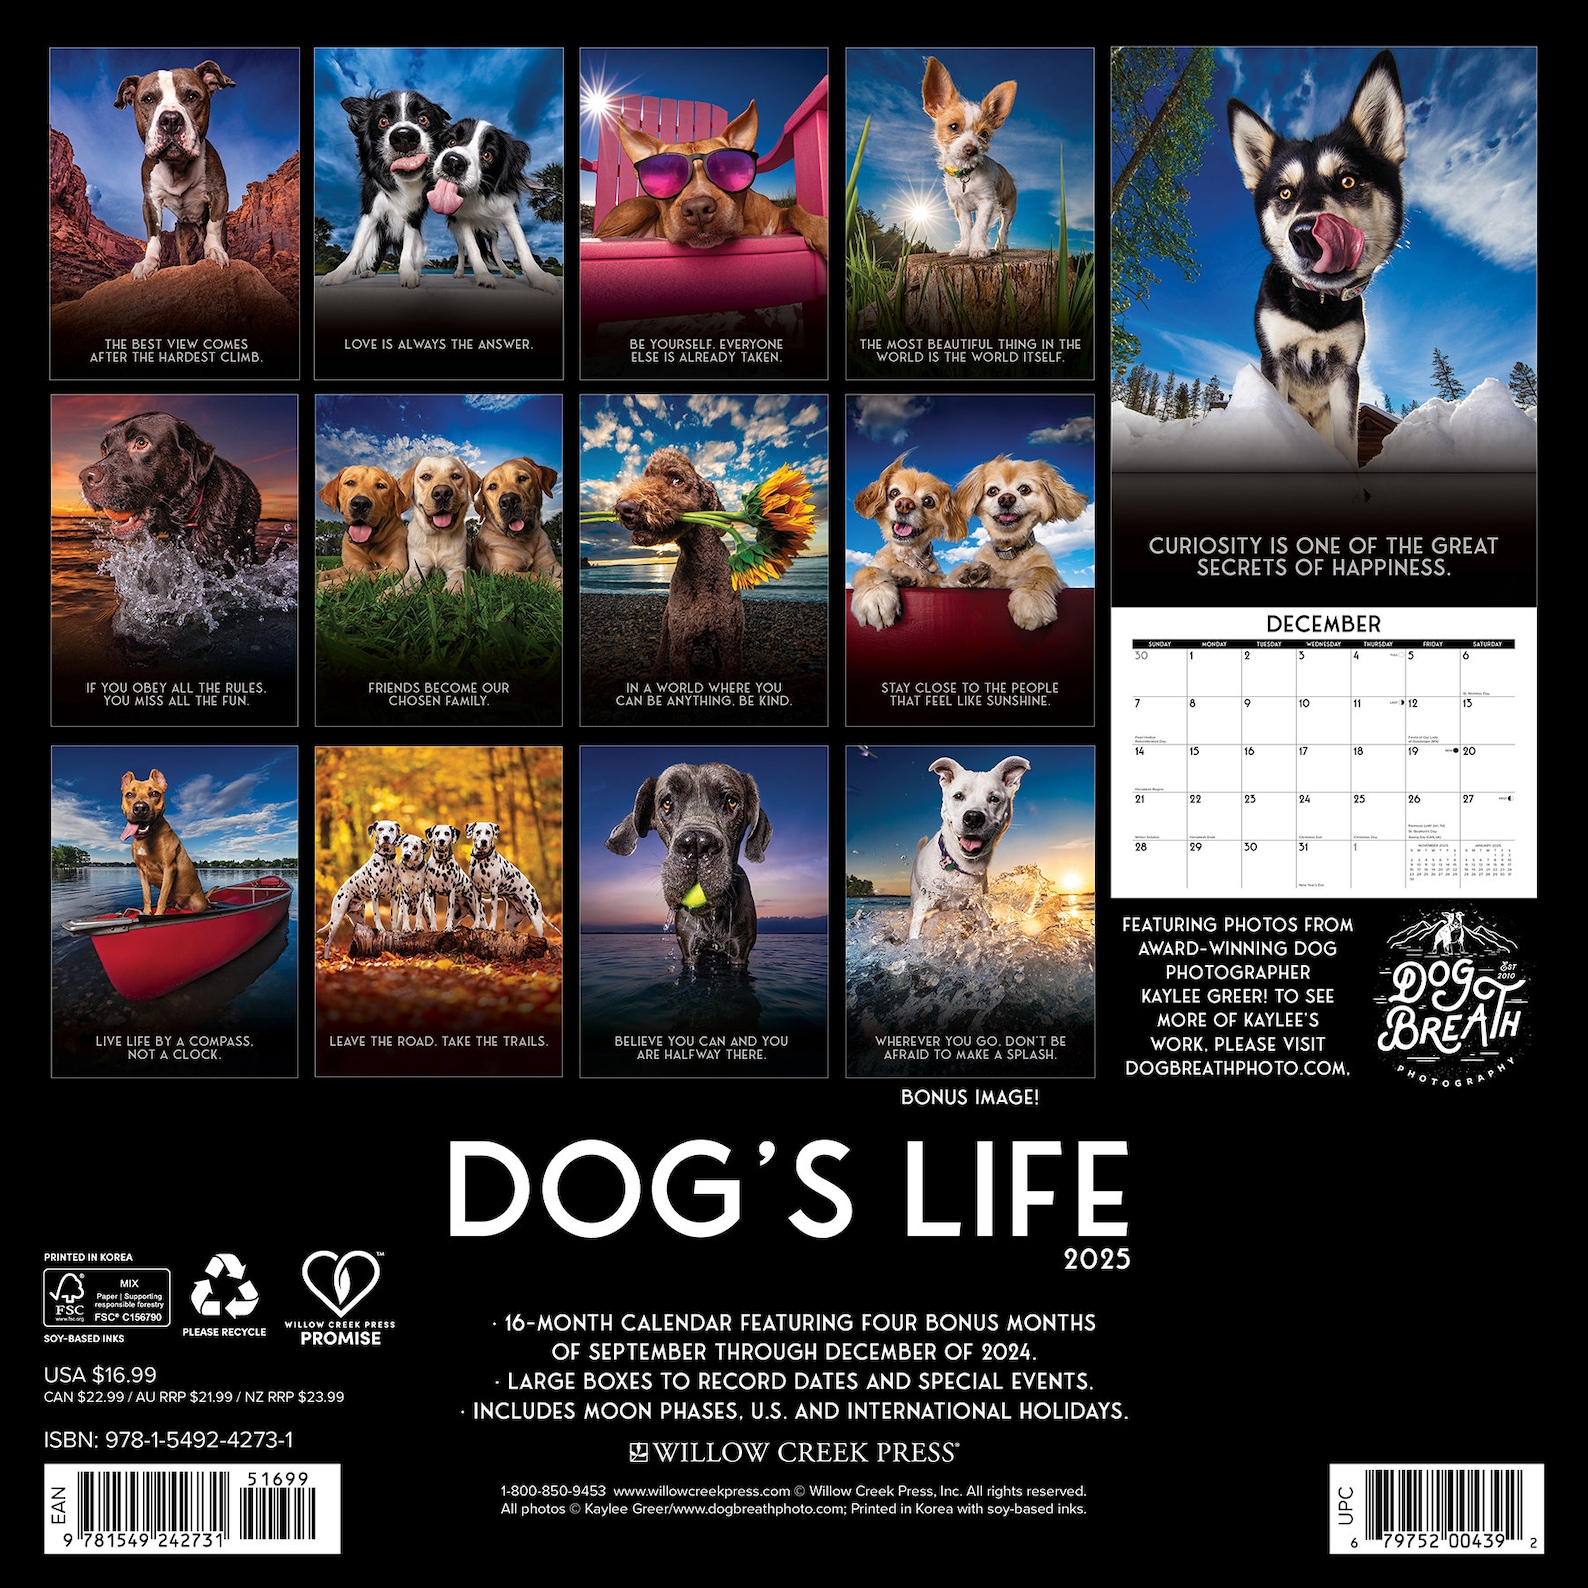 THE BEST VIEW COMES
AFTER THE HARDEST CLIMB.
LOVE IS ALWAYS THE ANSWER.
BE YOURSELF. EVERYONE
ELSE IS ALREADY TAKEN.
THE MOST BEAUTIFUL THING IN THE
WORLD IS THE WORLD ITSELF.
IF YOU OBEY ALL THE RULES,
YOU MISS ALL THE FUN.
FRIENDS BECOME OUR
CHOSEN FAMILY.
IN A WORLD WHERE YOU
CAN BE ANYTHING, BE KIND.
STAY CLOSE TO THE PEOPLE
THAT FEEL LIKE SUNSHINE.
LIVE LIFE BY A COMPASS,
NOT A CLOCK.
LEAVE THE ROAD. TAKE THE TRAILS.
BELIEVE YOU CAN AND YOU
ARE HALFWAY THERE.
WHEREVER YOU GO, DON'T BE
AFRAID TO MAKE A SPLASH.
BONUS IMAGE!
CURIOSITY IS ONE OF THE GREAT
SECRETS OF HAPPINESS.
DECEMBER
SUNDAY MONDAY TUESDAY WEDNESDAY THURSDAY FRIDAY SATURDAY
30 1 2 3 4 5 6
7 8 9 10 11 12 13
14 15 16 17 18 19 20
21 22 23 24 25 26 27
28 29 30 31 1
FEATURING PHOTOS FROM
AWARD-WINNING DOG
PHOTOGRAPHER
KAYLEE GREER! TO SEE
MORE OF KAYLEE'S
WORK, PLEASE VISIT
DOGBREATHPHOTO.COM.
DOG
EST
2010
BREATH
PHOTOGRAPHY
DOG'S LIFE
2025
PRINTED IN KOREA
FSC
www.fsc.org
MIX
Paper | Supporting
responsible forestry
FSC® C156790
SOY-BASED INKS
PLEASE RECYCLE
™
WILLOW CREEK PRESS
PROMISE
USA $16.99
CAN $22.99 / AU RRP $21.99 / NZ RRP $23.99
ISBN: 978-1-5492-4273-1
EAN
51699
9 781549 242731
· 16-MONTH CALENDAR FEATURING FOUR BONUS MONTHS
OF SEPTEMBER THROUGH DECEMBER OF 2024.
· LARGE BOXES TO RECORD DATES AND SPECIAL EVENTS.
· INCLUDES MOON PHASES, U.S. AND INTERNATIONAL HOLIDAYS.
WILLOW CREEK PRESS®
1-800-850-9453 www.willowcreekpress.com © Willow Creek Press, Inc. All rights reserved.
All photos © Kaylee Greer/www.dogbreathphoto.com; Printed in Korea with soy-based inks.
UPC
6 79752 00439 2